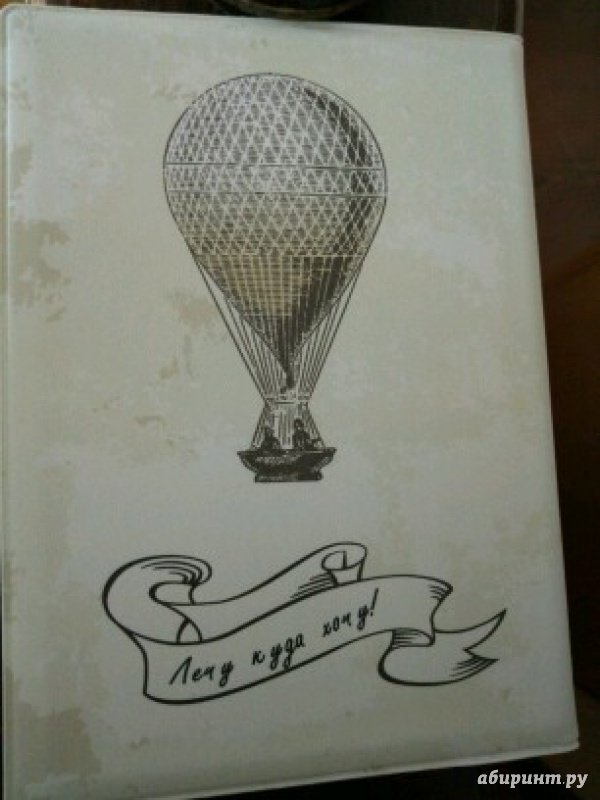 Лечу куда хочу!
абиринт.ру